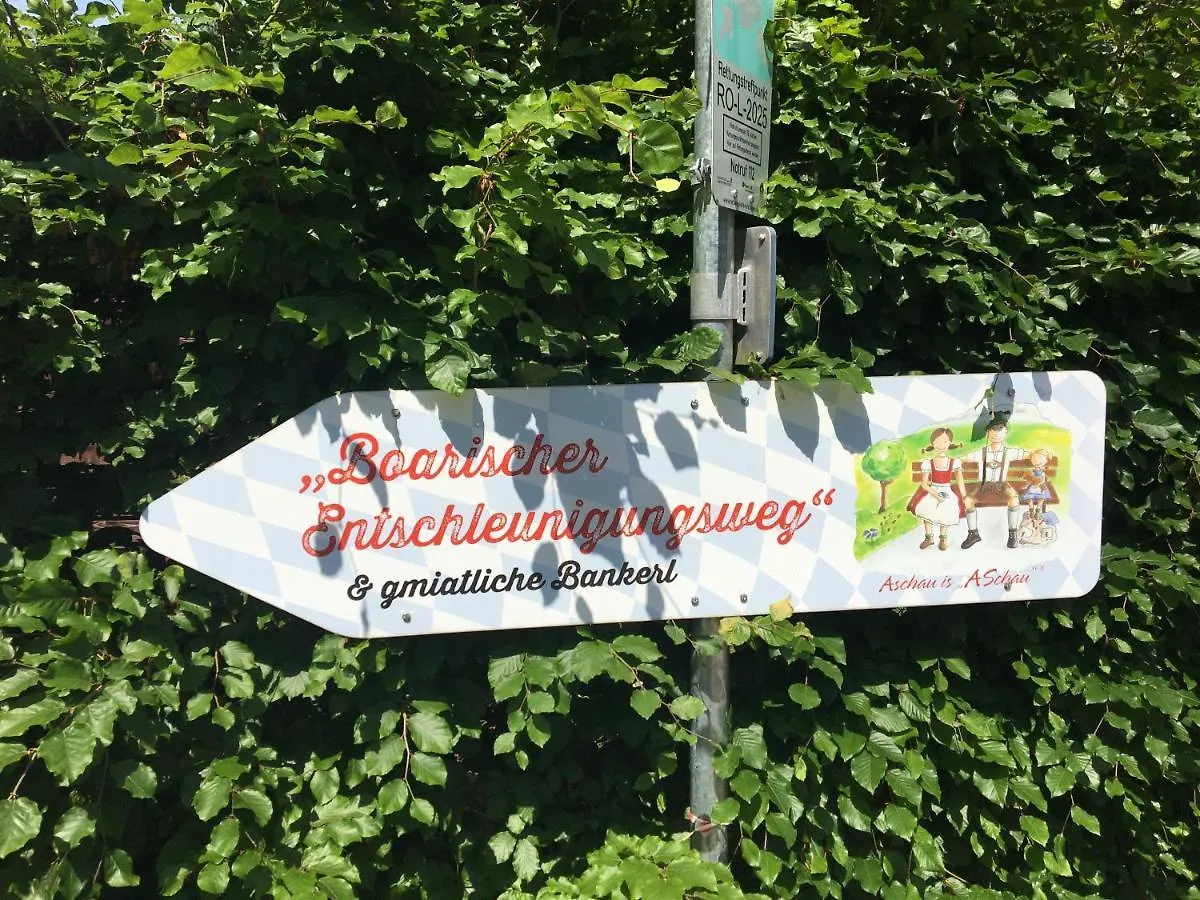 Rettungstreffpunkt
RO-L-2025
Notruf 112
„Boarischer
Entschleunigungsweg“
& gmiatliche Bankerl
Aschau is „ASchau“